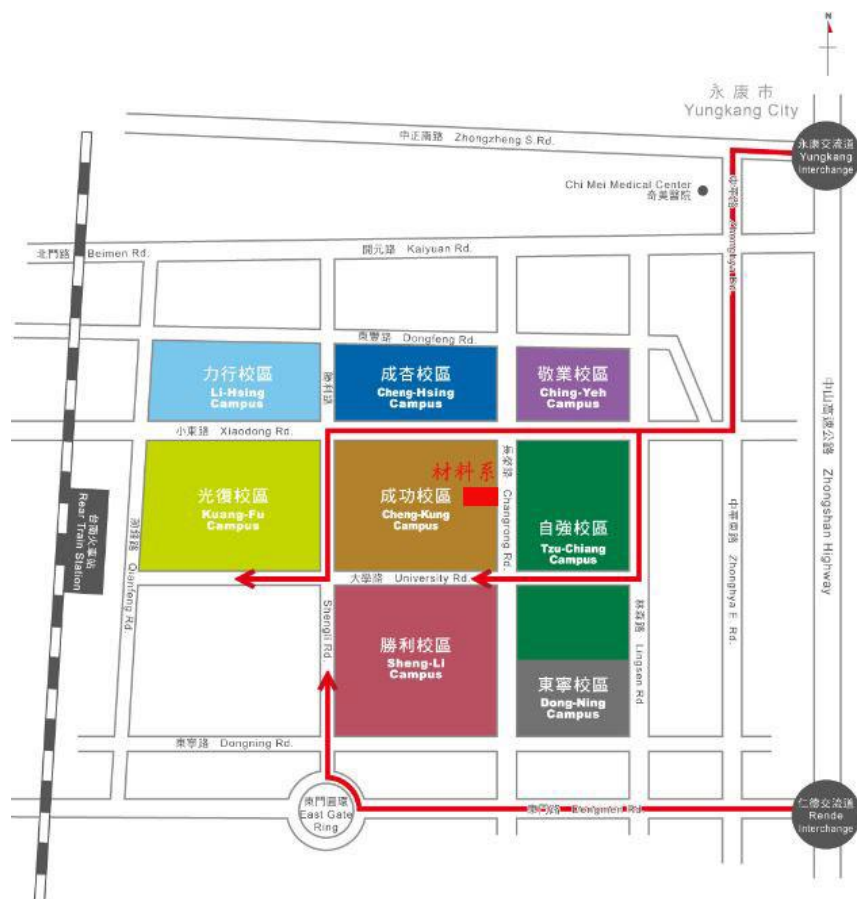 N
永康市
Yungkang City
中正南路 Zhongzheng S.Rd.
永康交流道
Yungkang
Interchange
Chi Mei Medical Center
奇美醫院
北門路 Beimen Rd.
開元路 Kaiyuan Rd.
東豐路 Dongfeng Rd.
力行校區
Li-Hsing
Campus
勝利路
成杏校區
Cheng-Hsing
Campus
敬業校區
Ching-Yeh
Campus
中山高速公路 Zhongshan Highway
小東路 Xiaodong Rd.
材料系
光復校區
Kuang-Fu
Campus
成功校區
Cheng-Kung
Campus
長榮路 Changrong Rd.
自強校區
Tzu-Chiang
Campus
台南火車站
Rear Train Station
前鋒路 Qianfeng Rd.
中華東路 Zhonghya E. Rd.
大學路 University Rd.
Shengli Rd.
林森路 Lingsen Rd
勝利校區
Sheng-Li
Campus
東寧校區
Dong-Ning
Campus
東寧路 Dongning Rd.
東門圓環
East Gate
Ring
東門路 Dongmen Rd.
仁德交流道
Rende
Interchange